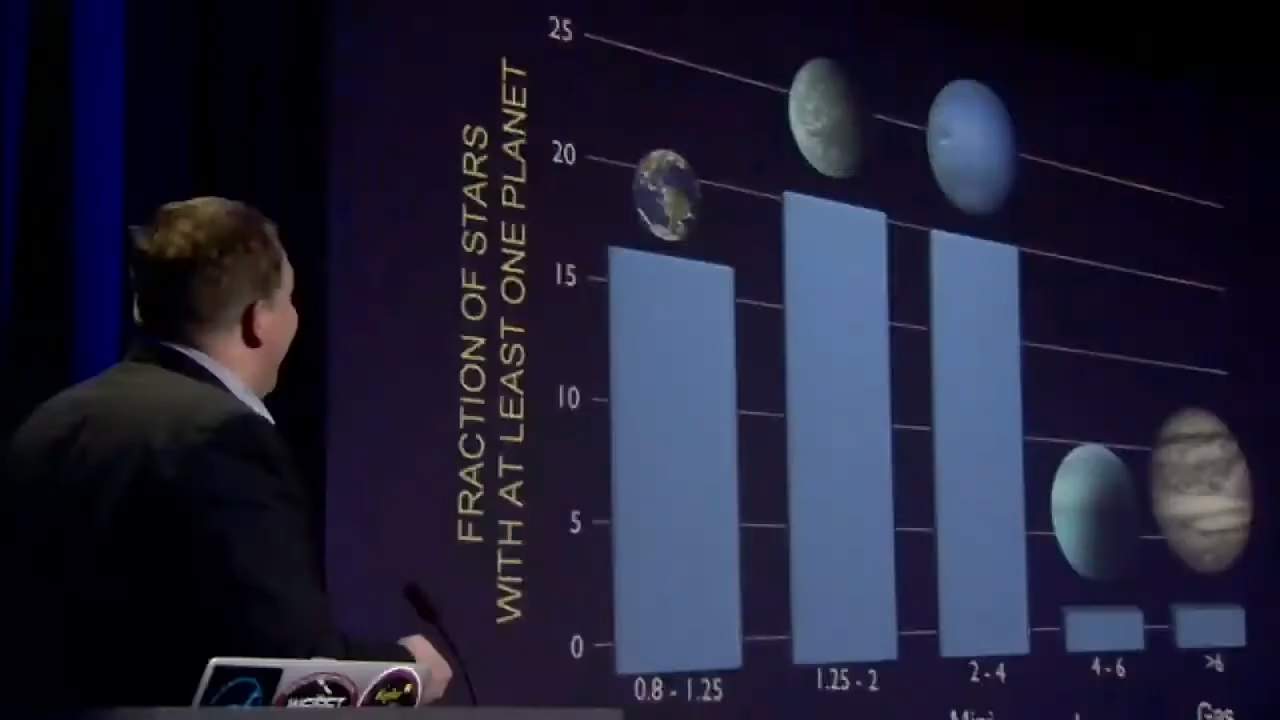 25
20
15
10
5
0
FRACTION OF STARS
WITH AT LEAST ONE PLANET
0.8 - 1.25
1.25 - 2
2 - 4
4 - 6
>6
Gas